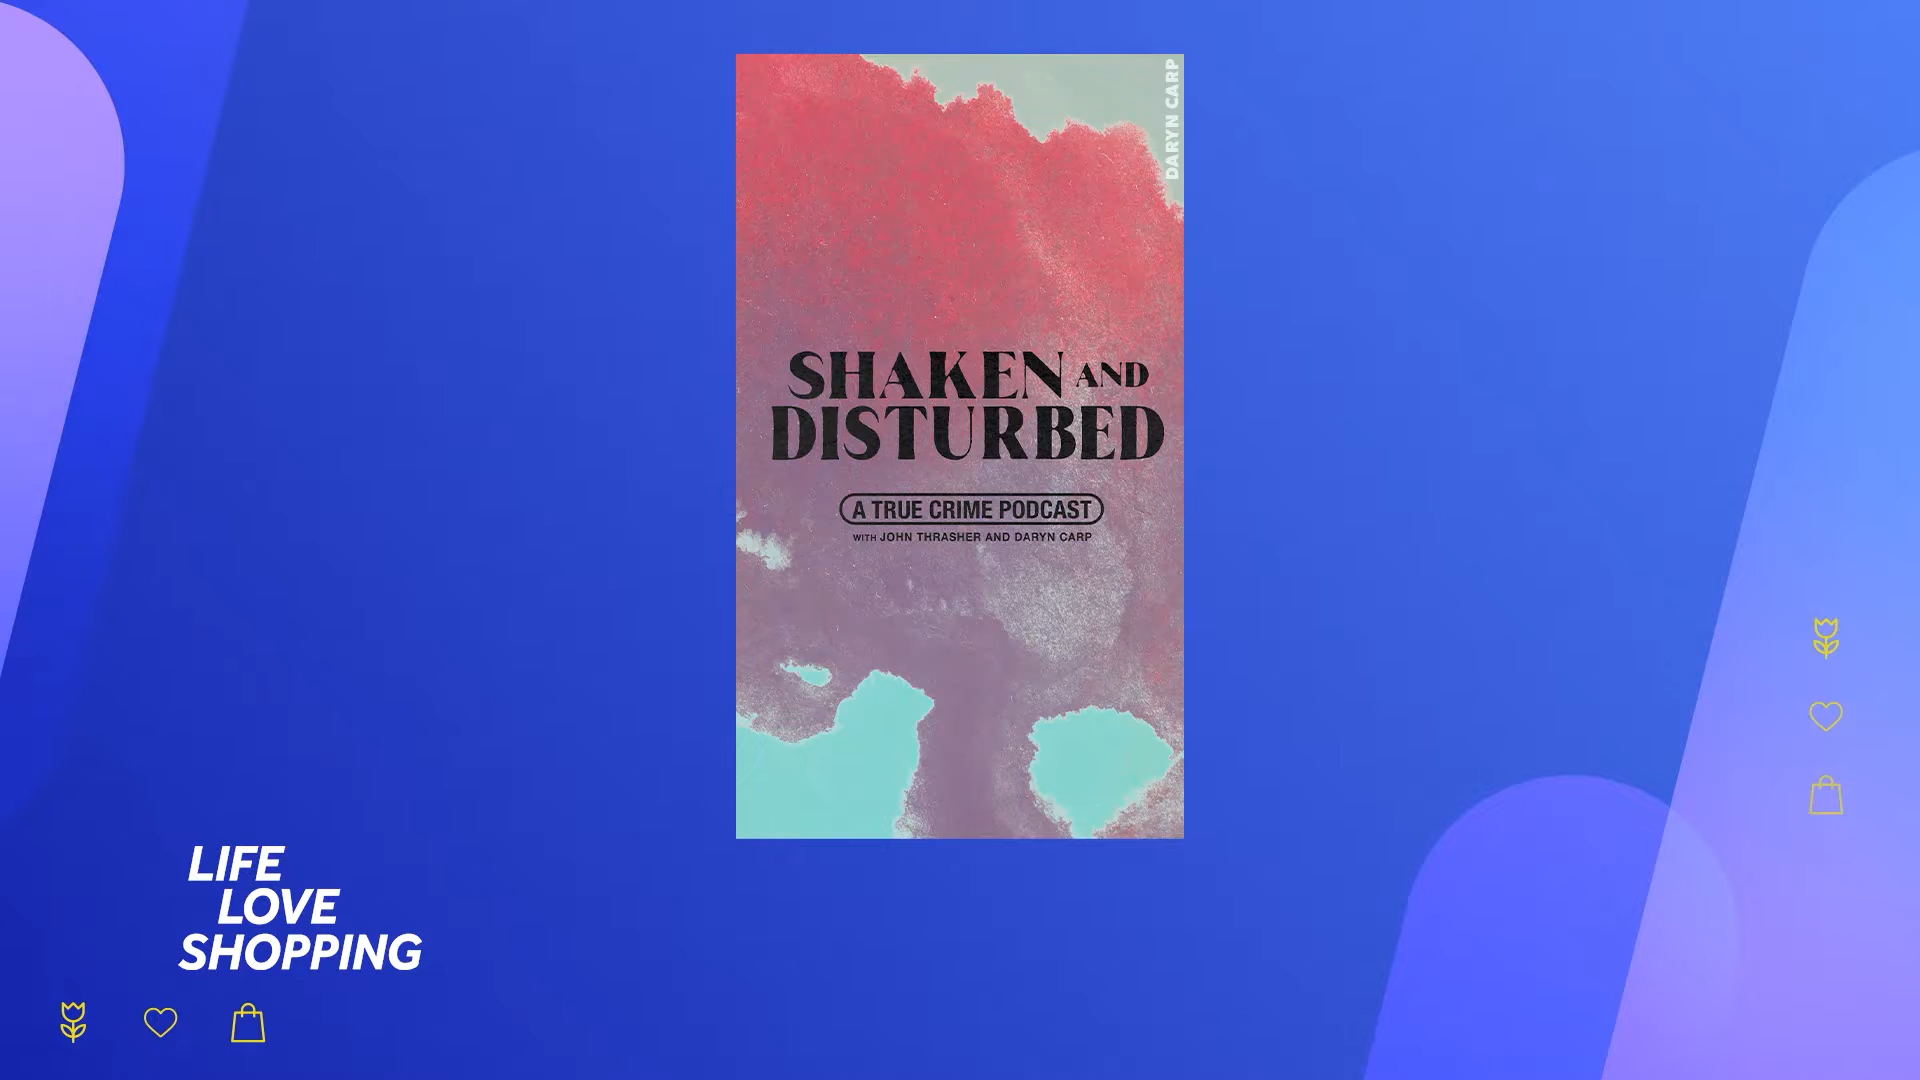 DARYN CARP
SHAKEN AND
DISTURBED
A TRUE CRIME PODCAST
WITH JOHN THRASHER AND DARYN CARP
LIFE
LOVE
SHOPPING